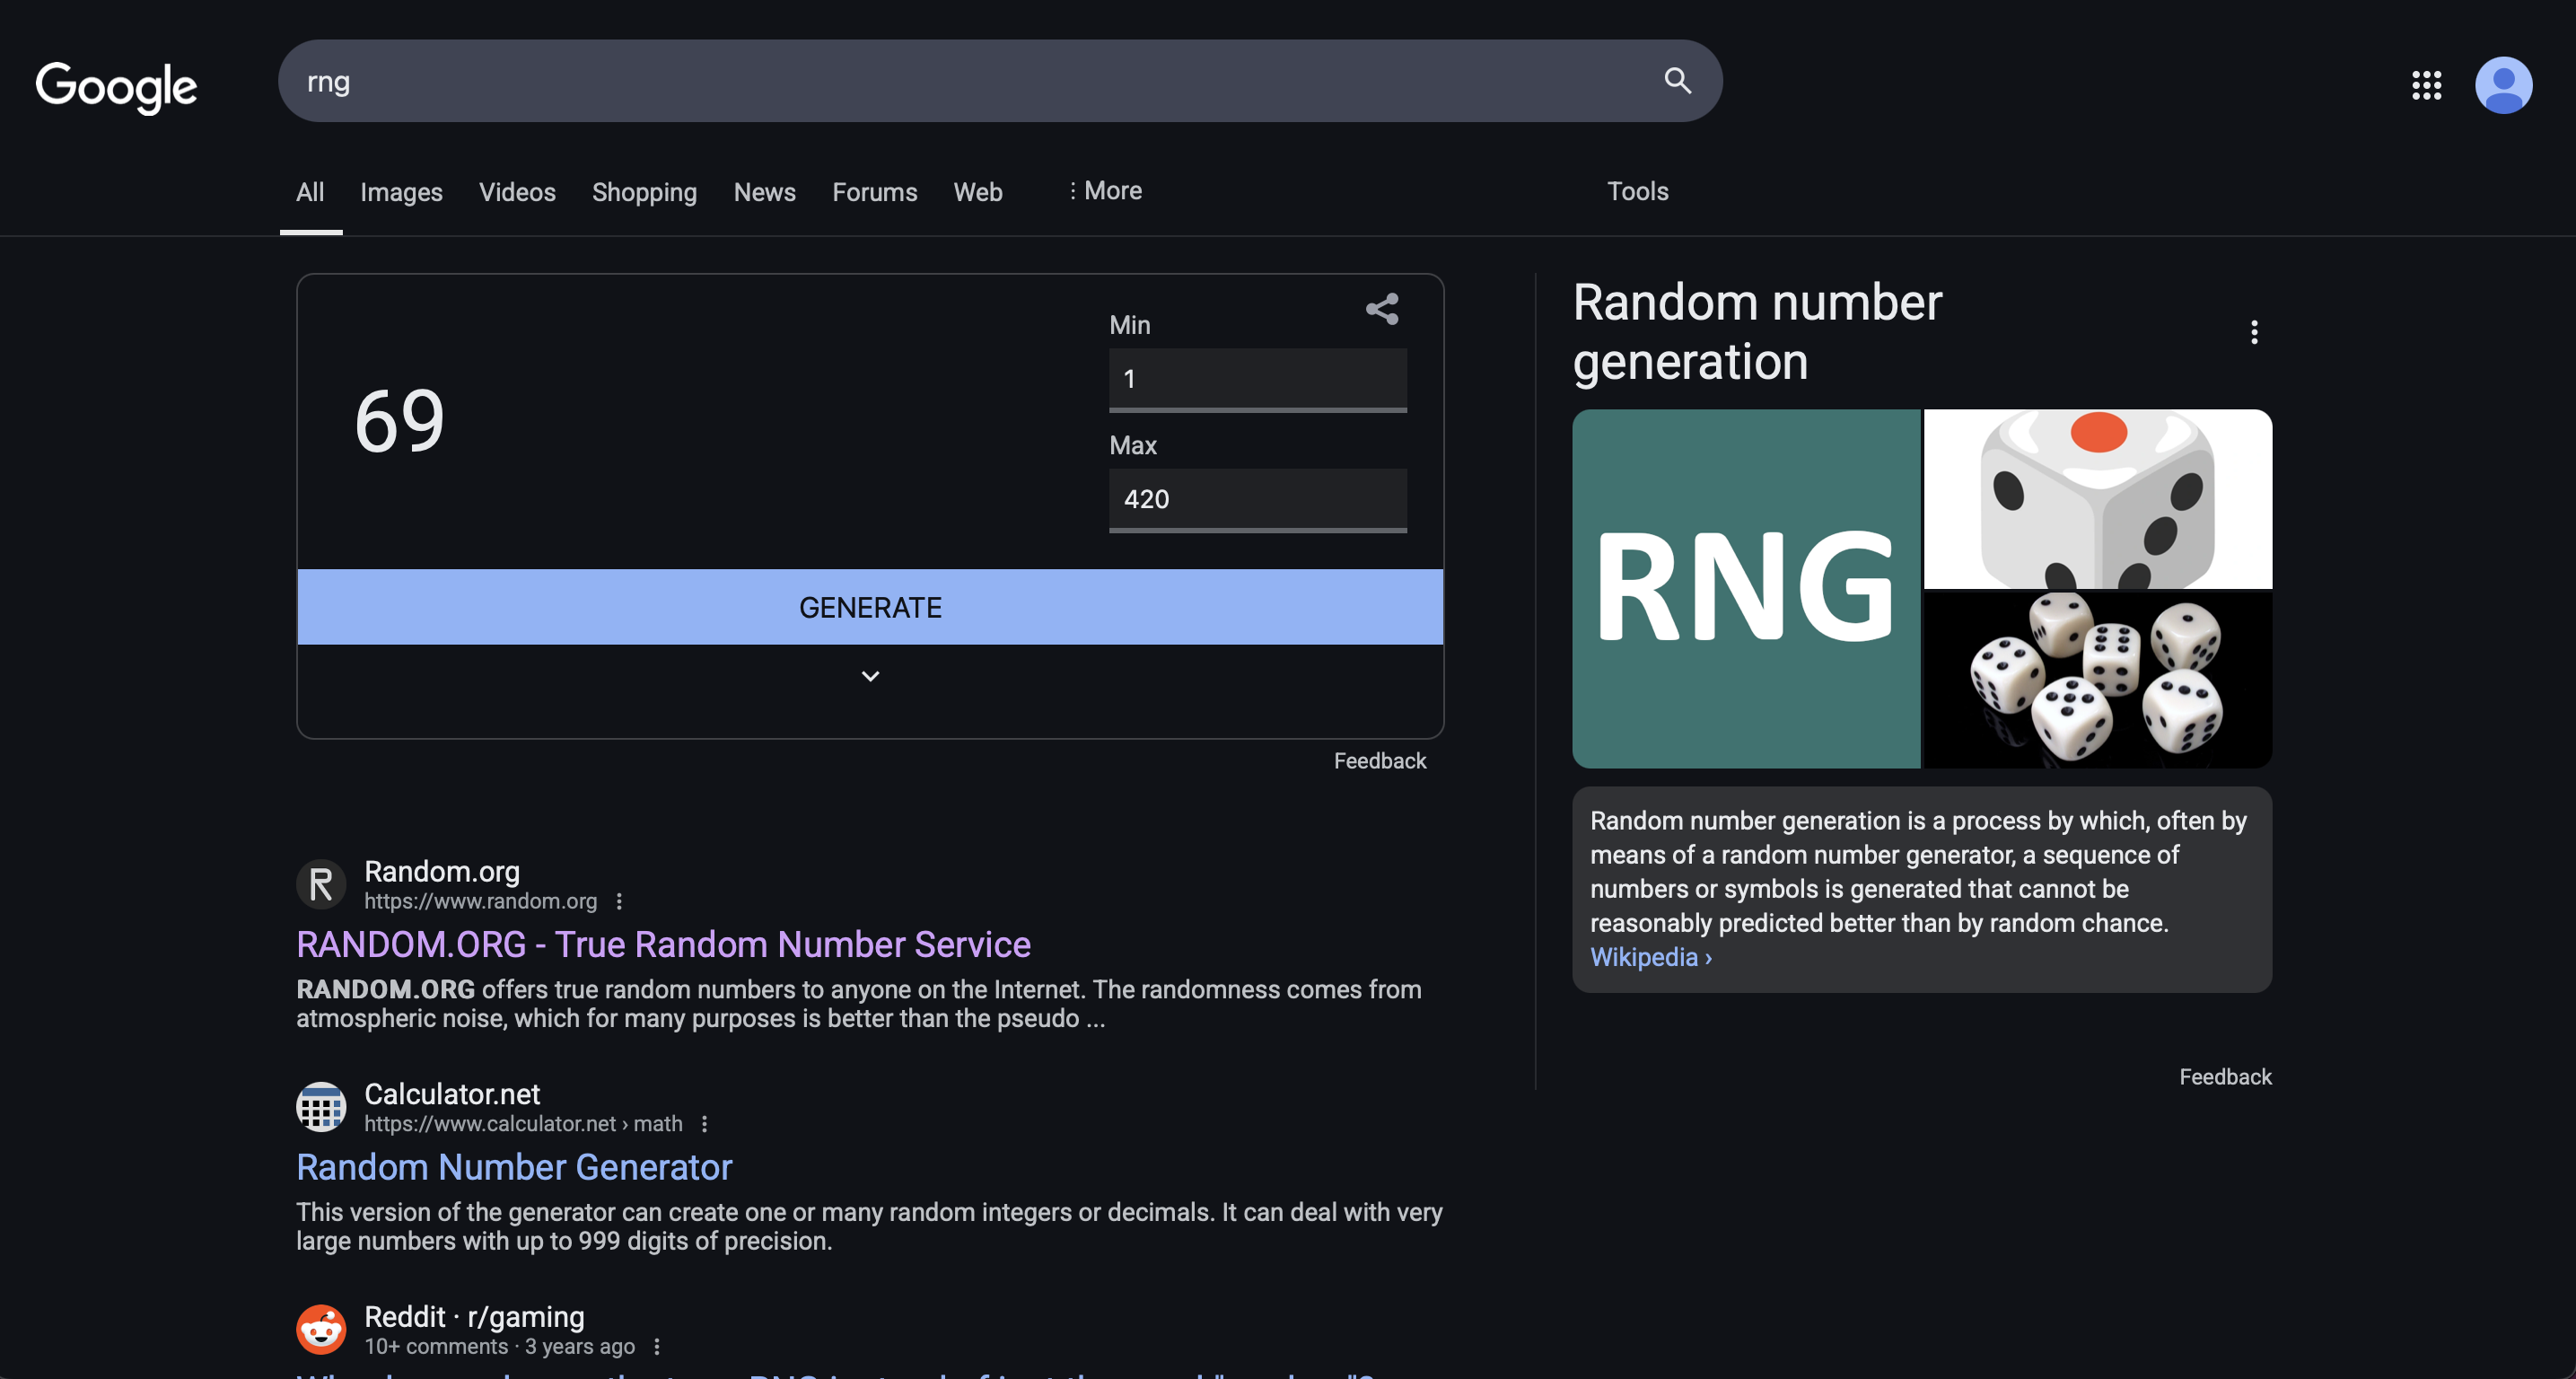 Google
rng
All Images Videos Shopping News Forums Web More Tools
69
Min
1
Max
420
GENERATE
Feedback
Random.org
https://www.random.org
RANDOM.ORG - True Random Number Service
RANDOM.ORG offers true random numbers to anyone on the Internet. The randomness comes from
atmospheric noise, which for many purposes is better than the pseudo ...
Calculator.net
https://www.calculator.net › math
Random Number Generator
This version of the generator can create one or many random integers or decimals. It can deal with very
large numbers with up to 999 digits of precision.
Reddit · r/gaming
10+ comments · 3 years ago
Random number
generation
RNG
Random number generation is a process by which, often by
means of a random number generator, a sequence of
numbers or symbols is generated that cannot be
reasonably predicted better than by random chance.
Wikipedia ›
Feedback